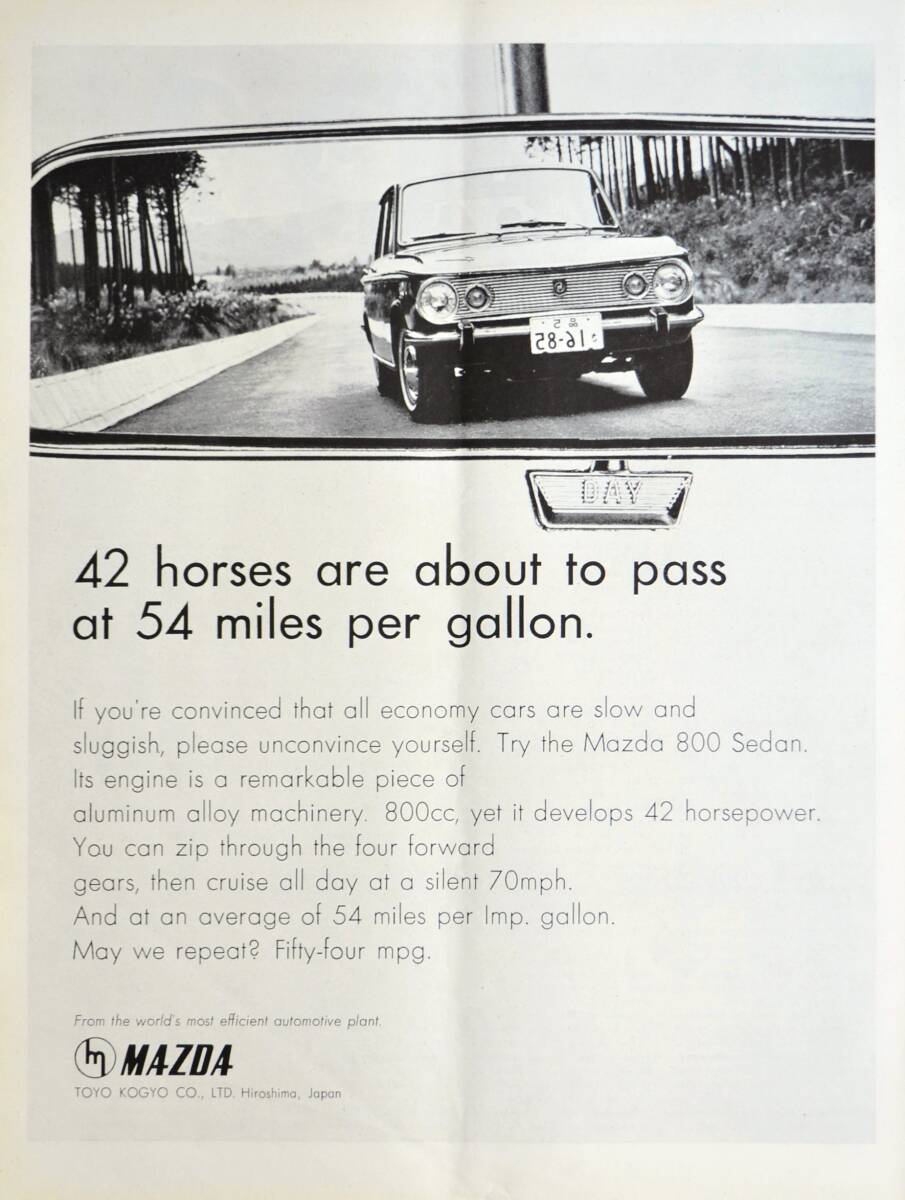 DAY
42 horses are about to pass
at 54 miles per gallon.
If you're convinced that all economy cars are slow and
sluggish, please unconvince yourself. Try the Mazda 800 Sedan.
Its engine is a remarkable piece of
aluminum alloy machinery. 800cc, yet it develops 42 horsepower.
You can zip through the four forward
gears, then cruise all day at a silent 70mph.
And at an average of 54 miles per Imp. gallon.
May we repeat? Fifty-four mpg.
From the world's most efficient automotive plant.
m MAZDA
TOYO KOGYO CO., LTD. Hiroshima, Japan